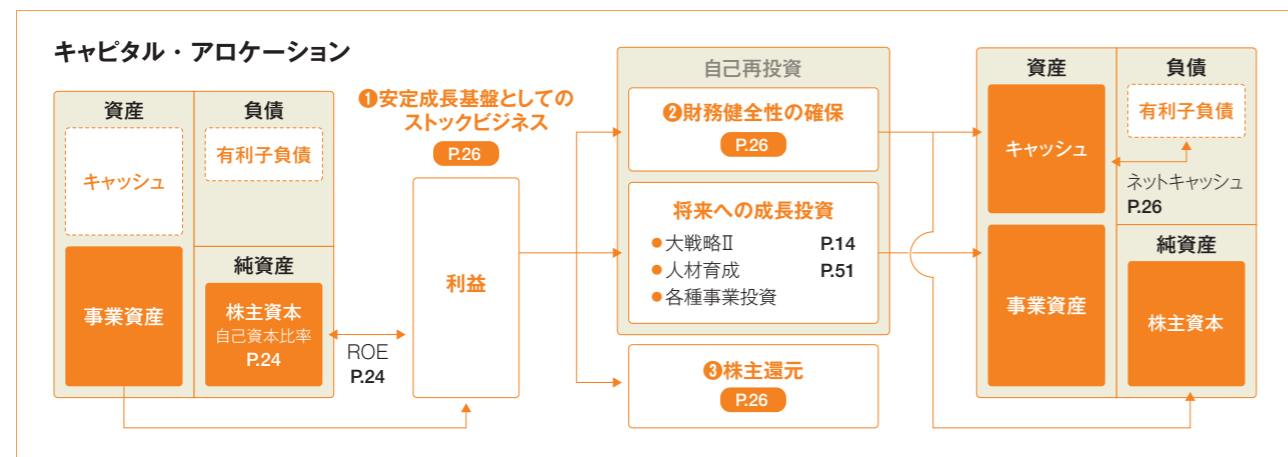 キャピタル・アロケーション
資産
負債
キャッシュ
有利子負債
事業資産
純資産
株主資本
自己資本比率
P.24
ROE
P.24
❶安定成長基盤としての
ストックビジネス
P.26
利益
自己再投資
❷財務健全性の確保
P.26
将来への成長投資
●大戦略Ⅱ P.14
●人材育成 P.51
●各種事業投資
❸株主還元
P.26
資産
負債
キャッシュ
有利子負債
ネットキャッシュ
P.26
事業資産
純資産
株主資本